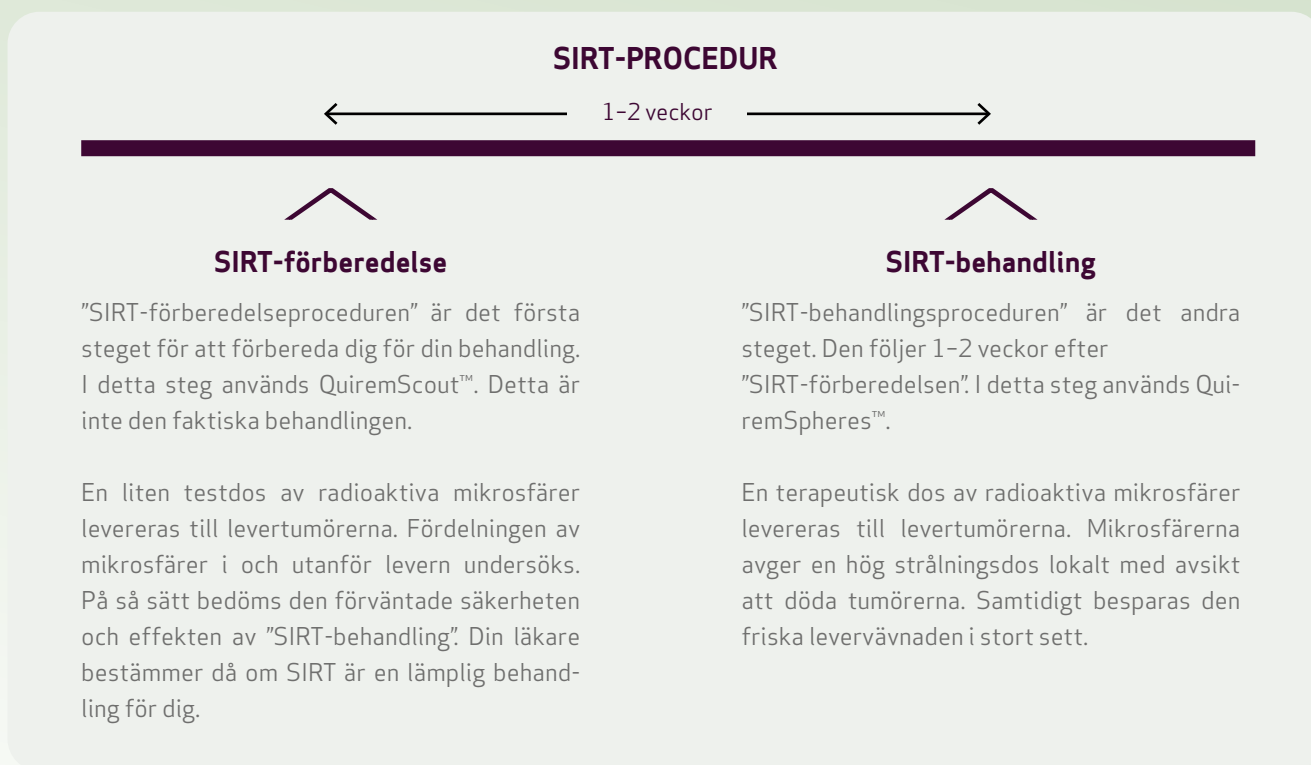 SIRT-PROCEDUR
1–2 veckor
SIRT-förberedelse
”SIRT-förberedelseproceduren” är det första
steget för att förbereda dig för din behandling.
I detta steg används QuiremScout™. Detta är
inte den faktiska behandlingen.
En liten testdos av radioaktiva mikrosfärer
levereras till levertumörerna. Fördelningen av
mikrosfärer i och utanför levern undersöks.
På så sätt bedöms den förväntade säkerheten
och effekten av ”SIRT-behandling”. Din läkare
bestämmer då om SIRT är en lämplig behand-
ling för dig.
SIRT-behandling
”SIRT-behandlingsproceduren” är det andra
steget. Den följer 1–2 veckor efter
”SIRT-förberedelsen”. I detta steg används Qui-
remSpheres™.
En terapeutisk dos av radioaktiva mikrosfärer
levereras till levertumörerna. Mikrosfärerna
avger en hög strålningsdos lokalt med avsikt
att döda tumörerna. Samtidigt besparas den
friska levervävnaden i stort sett.